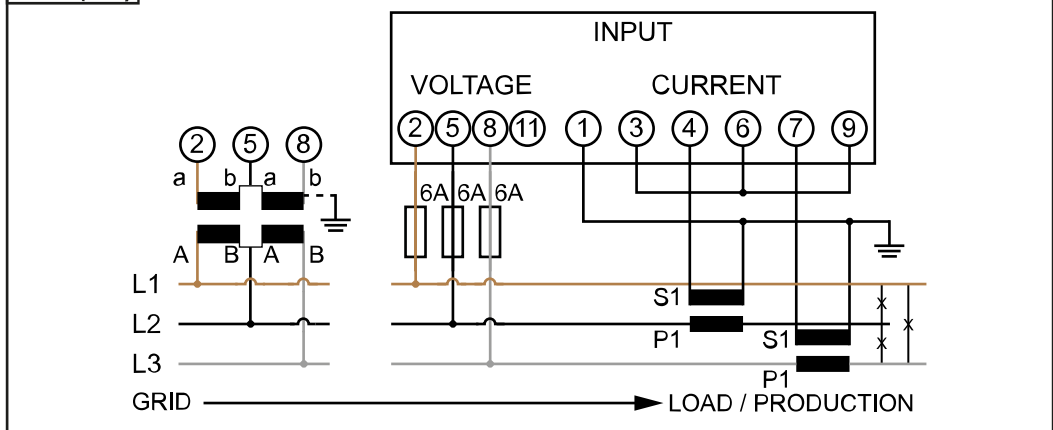 INPUT
VOLTAGE CURRENT
2 5 8 11 1 3 4 6 7 9
2 5 8
a b a b
6A 6A 6A
A B A B
L1
S1
L2
P1 S1
L3
P1
GRID LOAD / PRODUCTION